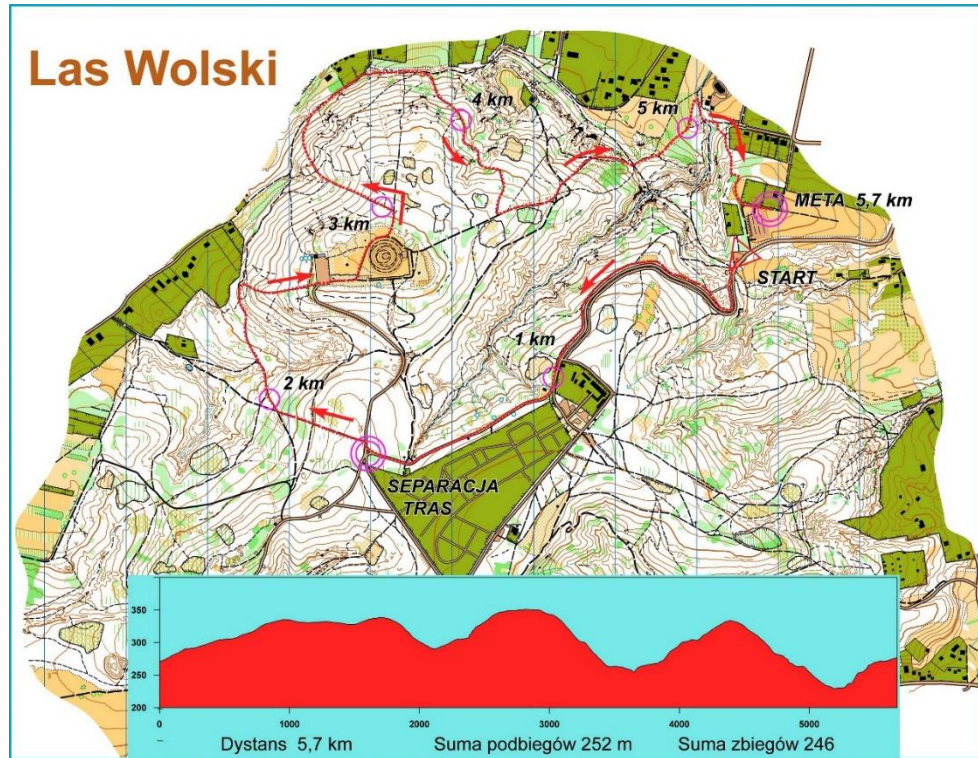 Las Wolski
4 km
5 km
META 5,7 km
3 km
START
1 km
2 km
SEPARACJA
TRAS
350
300
250
200
0 1000 2000 3000 4000 5000
Dystans 5,7 km Suma podbiegów 252 m Suma zbiegów 246